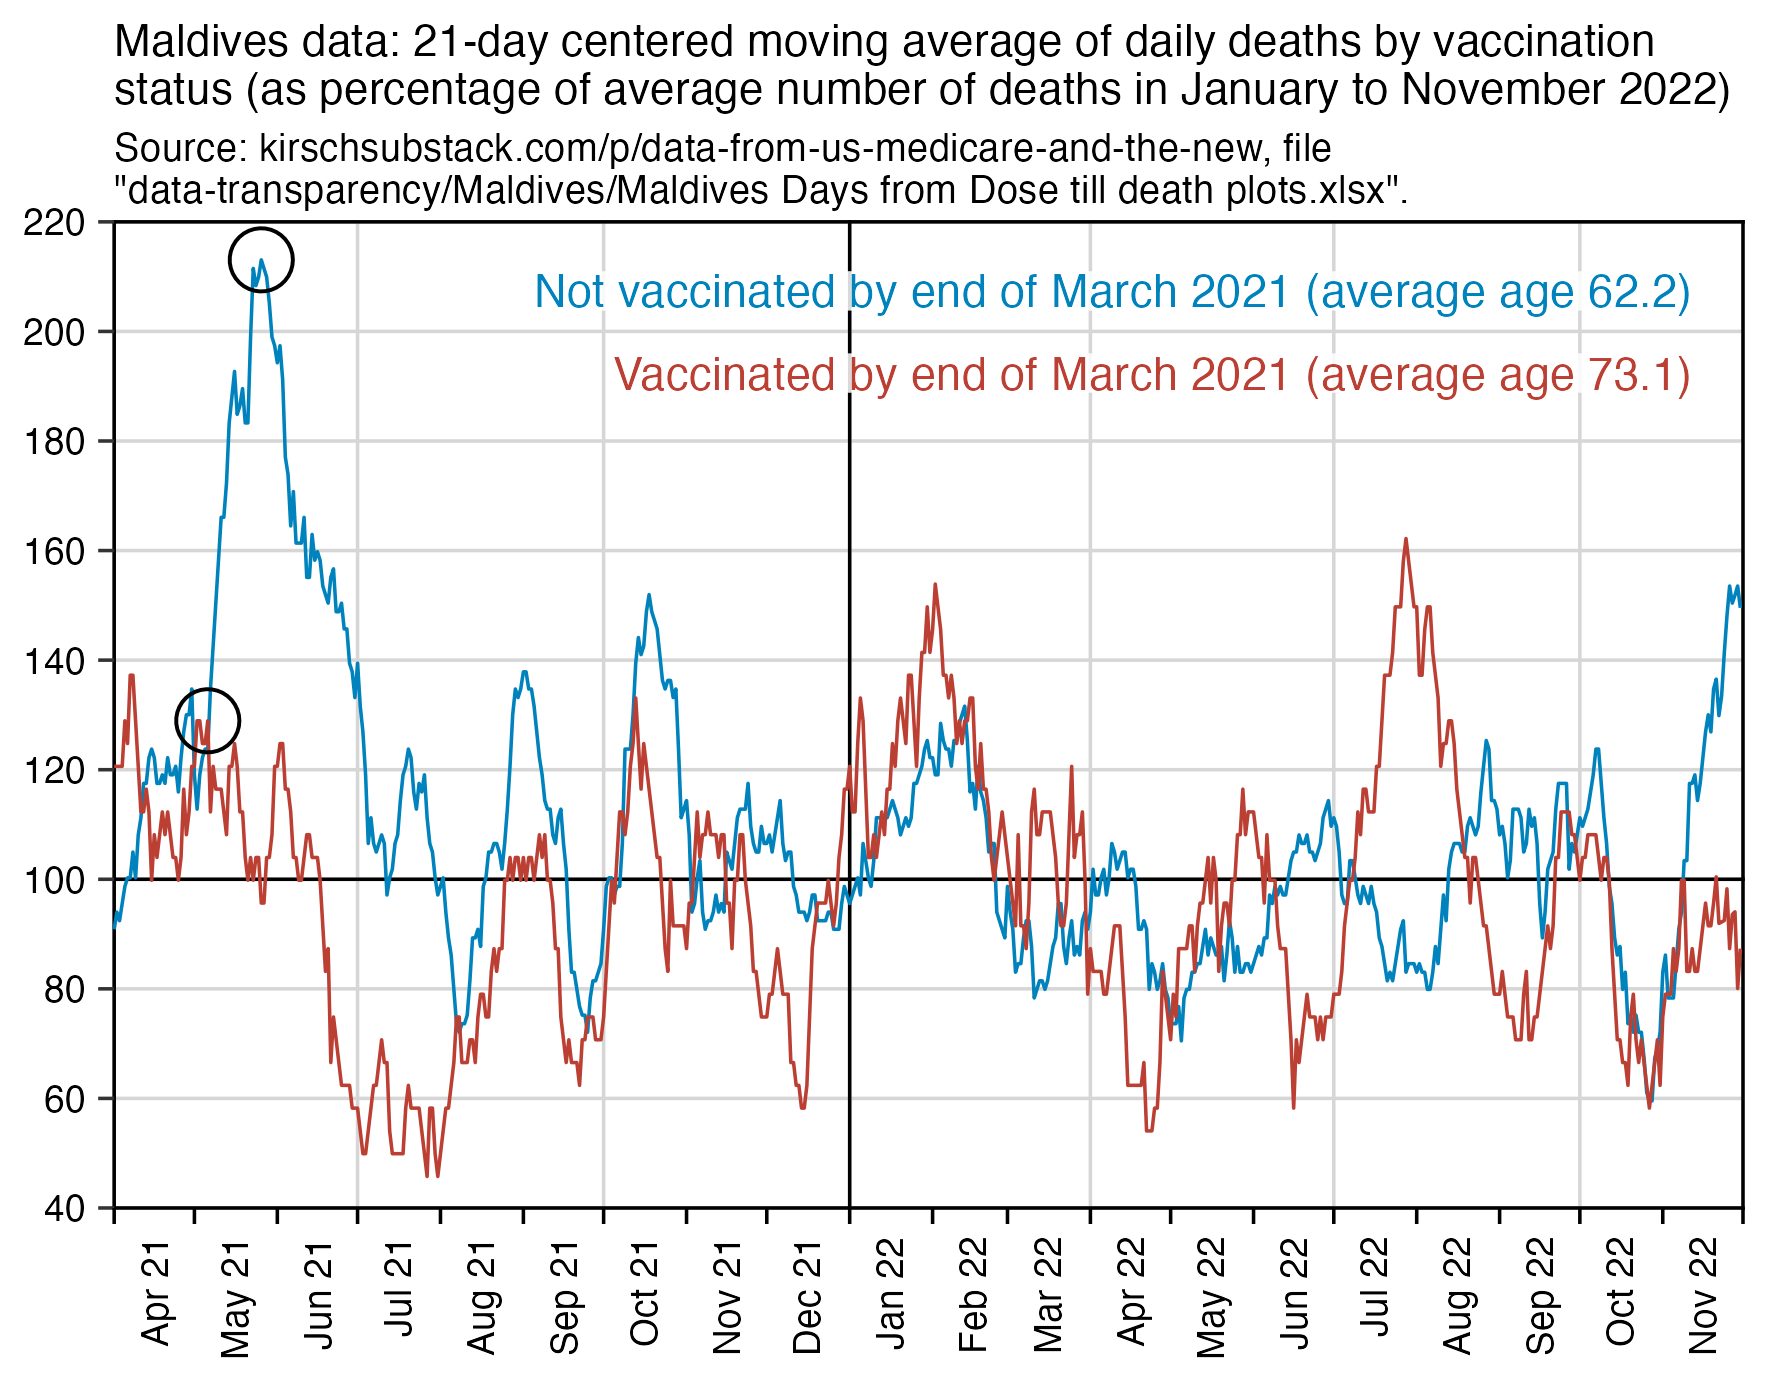 Maldives data: 21-day centered moving average of daily deaths by vaccination
status (as percentage of average number of deaths in January to November 2022)
Source: kirschsubstack.com/p/data-from-us-medicare-and-the-new, file
"data-transparency/Maldives/Maldives Days from Dose till death plots.xlsx".
Not vaccinated by end of March 2021 (average age 62.2)
Vaccinated by end of March 2021 (average age 73.1)
220
200
180
160
140
120
100
80
60
40
Apr 21
May 21
Jun 21
Jul 21
Aug 21
Sep 21
Oct 21
Nov 21
Dec 21
Jan 22
Feb 22
Mar 22
Apr 22
May 22
Jun 22
Jul 22
Aug 22
Sep 22
Oct 22
Nov 22